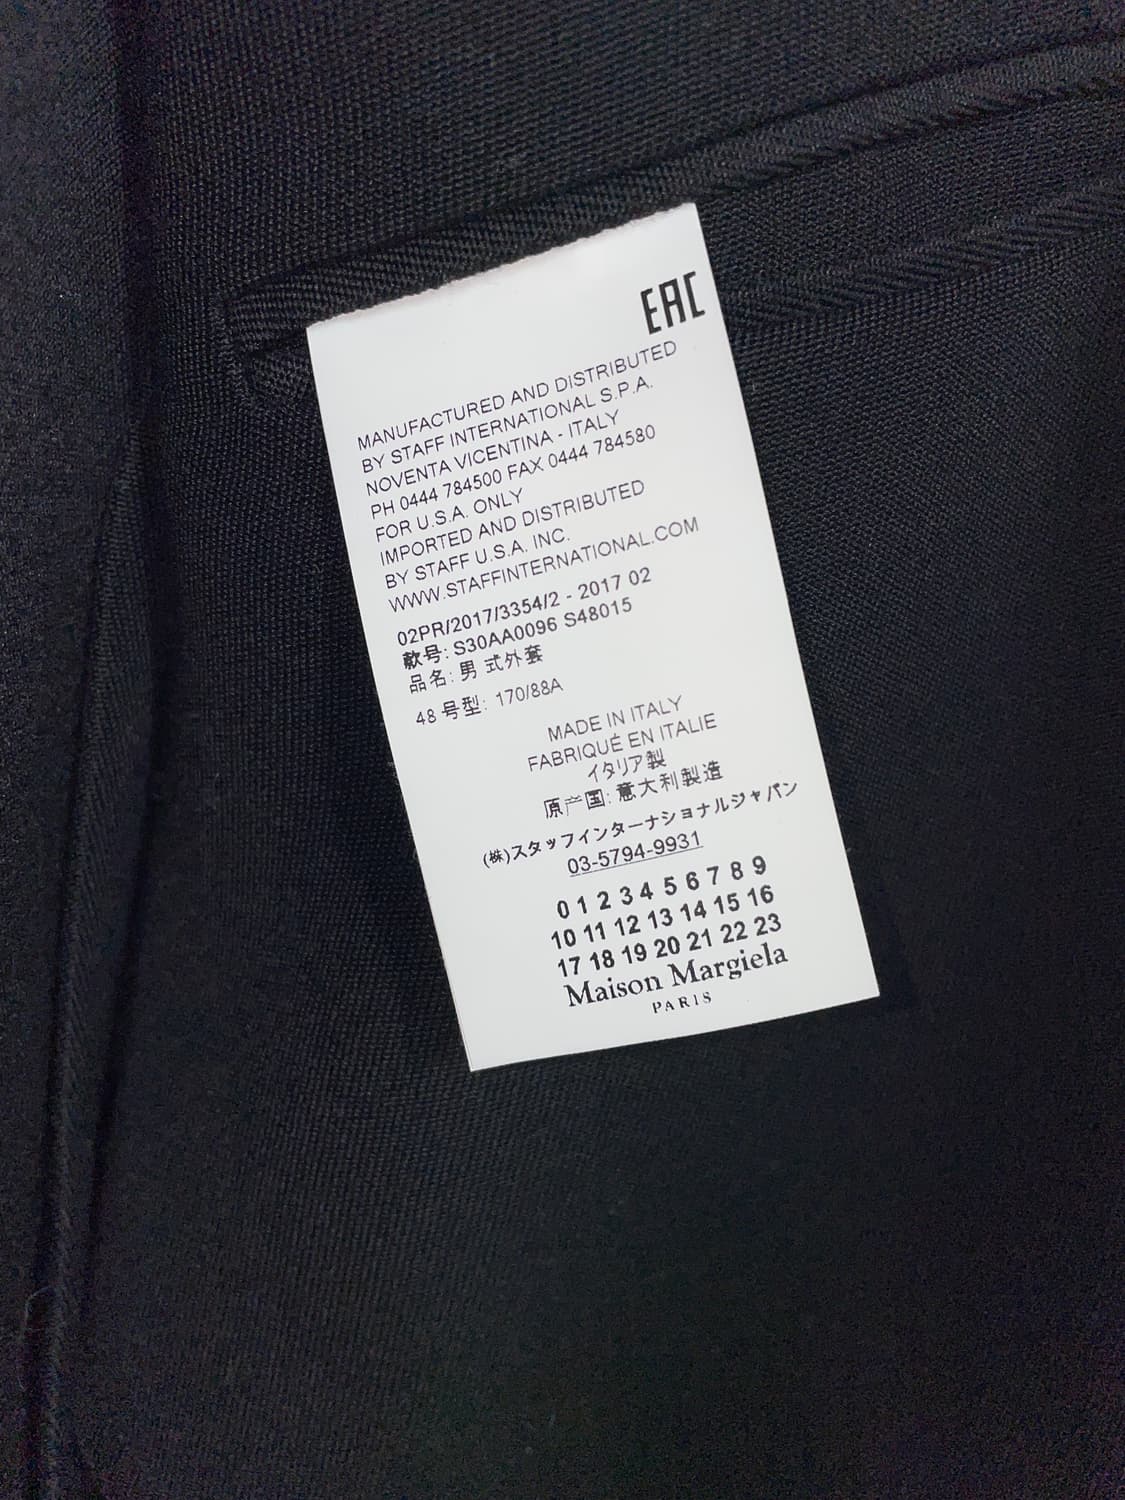 EAC
MANUFACTURED AND DISTRIBUTED
BY STAFF INTERNATIONAL S.P.A.
NOVENTA VICENTINA - ITALY
PH 0444 784500 FAX 0444 784580
FOR U.S.A. ONLY
IMPORTED AND DISTRIBUTED
BY STAFF U.S.A. INC.
WWW.STAFFINTERNATIONAL.COM
02PR/2017/3354/2 - 2017 02
款号: S30AA0096 S48015
品名: 男 式外套
48 号型: 170/88A
MADE IN ITALY
FABRIQUÉ EN ITALIE
イタリア製
原产国: 意大利製造
(株)スタッフインターナショナルジャパン
03-5794-9931
0 1 2 3 4 5 6 7 8 9
10 11 12 13 14 15 16
17 18 19 20 21 22 23
Maison Margiela
PARIS